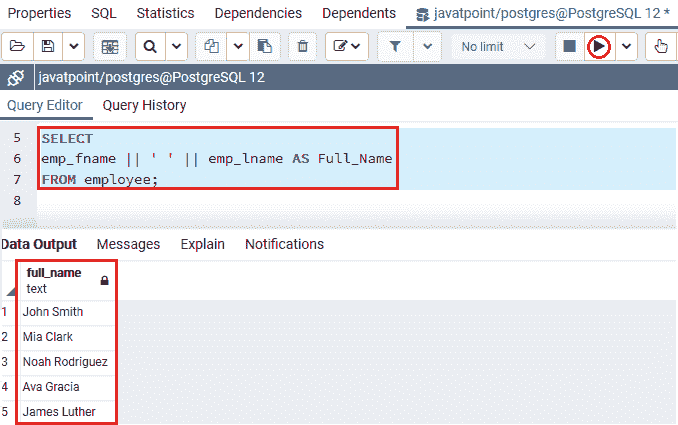 Properties SQL Statistics Dependencies Dependents javatpoint/postgres@PostgreSQL 12 *
No limit
javatpoint/postgres@PostgreSQL 12
Query Editor Query History
5 SELECT
6 emp_fname || ' ' || emp_lname AS Full_Name
7 FROM employee;
8
Data Output Messages Explain Notifications
full_name
text
1 John Smith
2 Mia Clark
3 Noah Rodriguez
4 Ava Gracia
5 James Luther